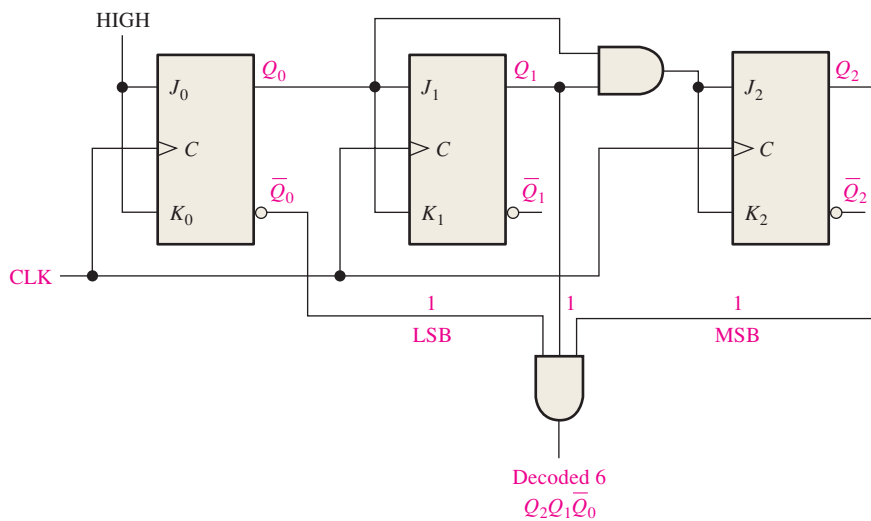 HIGH
Q₀
Q₁
Q₂
J₀
J₁
J₂
C
C
C
Q̅₀
Q̅₁
Q̅₂
K₀
K₁
K₂
CLK
1
1
1
LSB
MSB
Decoded 6
Q₂Q₁Q̅₀